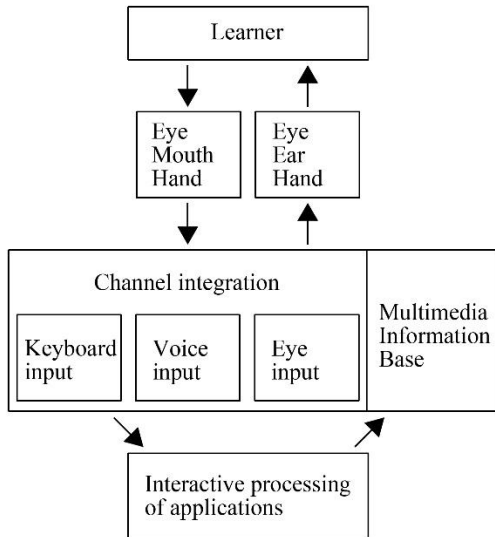 Learner
Eye
Mouth
Hand
Eye
Ear
Hand
Channel integration
Keyboard
input
Voice
input
Eye
input
Multimedia
Information
Base
Interactive processing
of applications